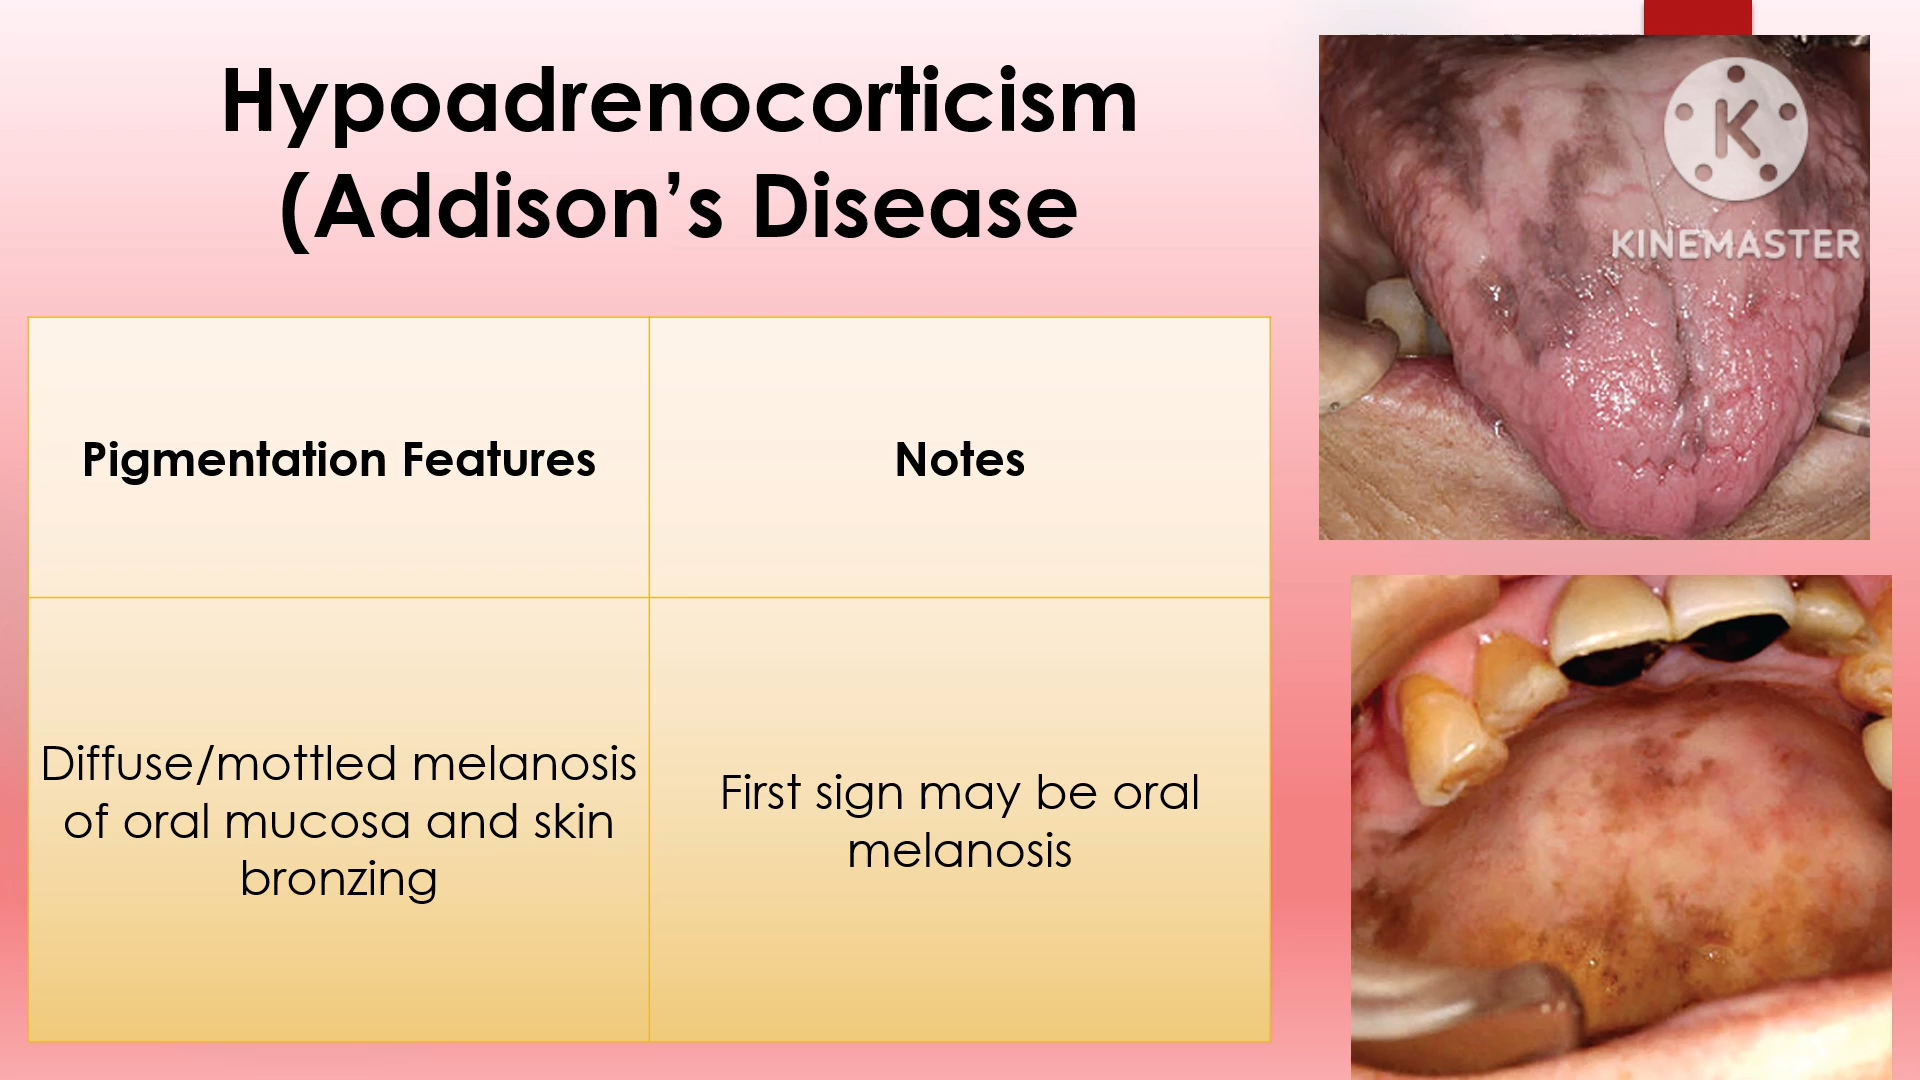 Hypoadrenocorticism
(Addison’s Disease
Pigmentation Features
Notes
Diffuse/mottled melanosis
of oral mucosa and skin
bronzing
First sign may be oral
melanosis
K
KINEMASTER